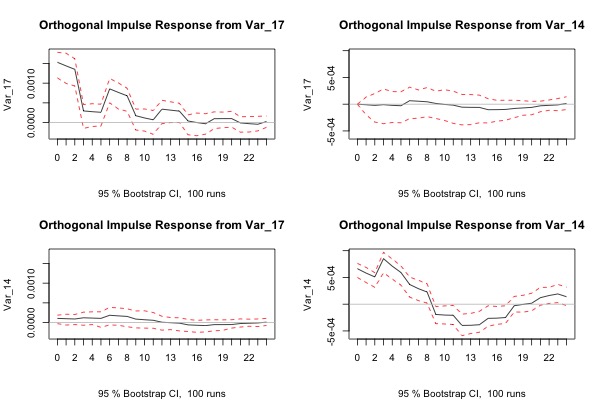 Orthogonal Impulse Response from Var_17
Var_17
0.0000 0.0010
0 2 4 6 8 10 13 16 19 22
95 % Bootstrap CI, 100 runs
Orthogonal Impulse Response from Var_14
Var_17
-5e-04 5e-04
0 2 4 6 8 10 13 16 19 22
95 % Bootstrap CI, 100 runs
Orthogonal Impulse Response from Var_17
Var_14
0.0000 0.0010
0 2 4 6 8 10 13 16 19 22
95 % Bootstrap CI, 100 runs
Orthogonal Impulse Response from Var_14
Var_14
-5e-04 5e-04
0 2 4 6 8 10 13 16 19 22
95 % Bootstrap CI, 100 runs